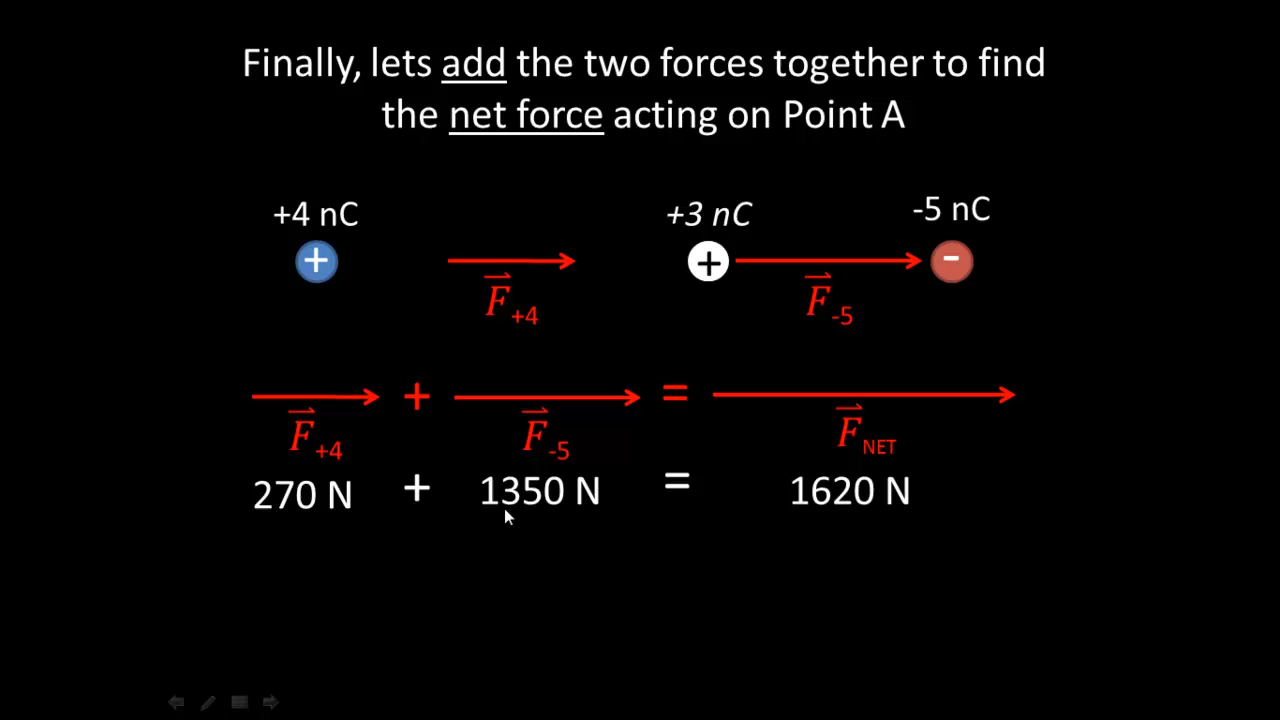 Finally, lets add the two forces together to find
the net force acting on Point A
+4 nC +3 nC -5 nC
+ + -
F+4 F-5
+ =
F+4 F-5 FNET
270 N + 1350 N = 1620 N